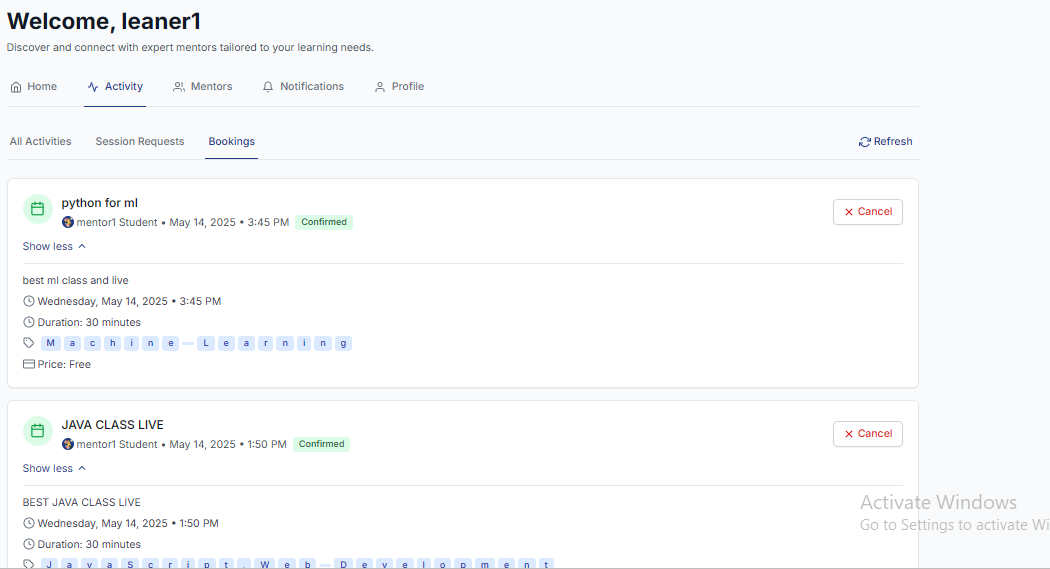 Welcome, leaner1
Discover and connect with expert mentors tailored to your learning needs.
Home Activity Mentors Notifications Profile
All Activities Session Requests Bookings Refresh
python for ml
mentor1 Student • May 14, 2025 • 3:45 PM Confirmed
Cancel
Show less
best ml class and live
Wednesday, May 14, 2025 • 3:45 PM
Duration: 30 minutes
M a c h i n e L e a r n i n g
Price: Free
JAVA CLASS LIVE
mentor1 Student • May 14, 2025 • 1:50 PM Confirmed
Cancel
Show less
BEST JAVA CLASS LIVE
Wednesday, May 14, 2025 • 1:50 PM
Duration: 30 minutes
J a v a S c r i p t , W e b D e v e l o p m e n t
Activate Windows
Go to Settings to activate Wi